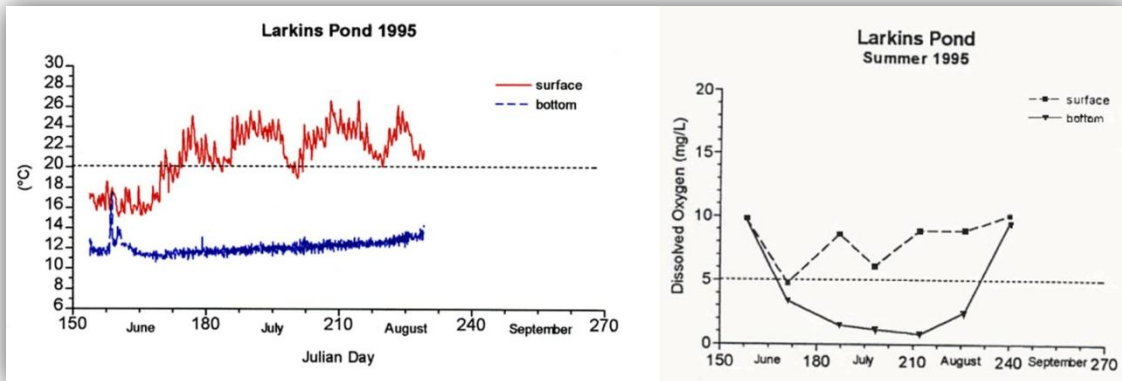 Larkins Pond 1995
30
28
26
24
22
20
18
16
14
12
10
8
6
(°C)
surface
bottom
150 June 180 July 210 August 240 September 270
Julian Day
Larkins Pond
Summer 1995
20
15
10
5
0
Dissolved Oxygen (mg/L)
surface
bottom
150 June 180 July 210 August 240 September 270